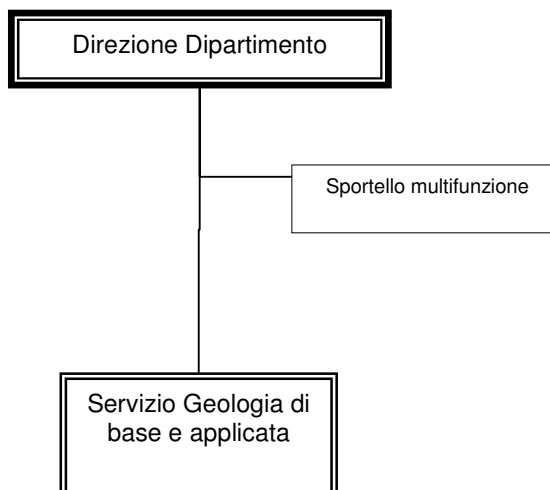 Direzione Dipartimento
Sportello multifunzione
Servizio Geologia di
base e applicata